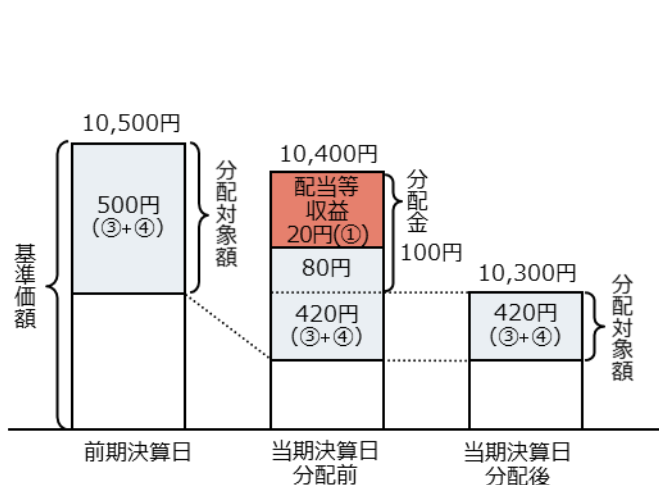 10,500円
500円
(③+④)
分配対象額
基準価額
前期決算日
10,400円
配当等
収益
20円(①)
80円
420円
(③+④)
分配金
100円
当期決算日
分配前
10,300円
420円
(③+④)
分配対象額
当期決算日
分配後